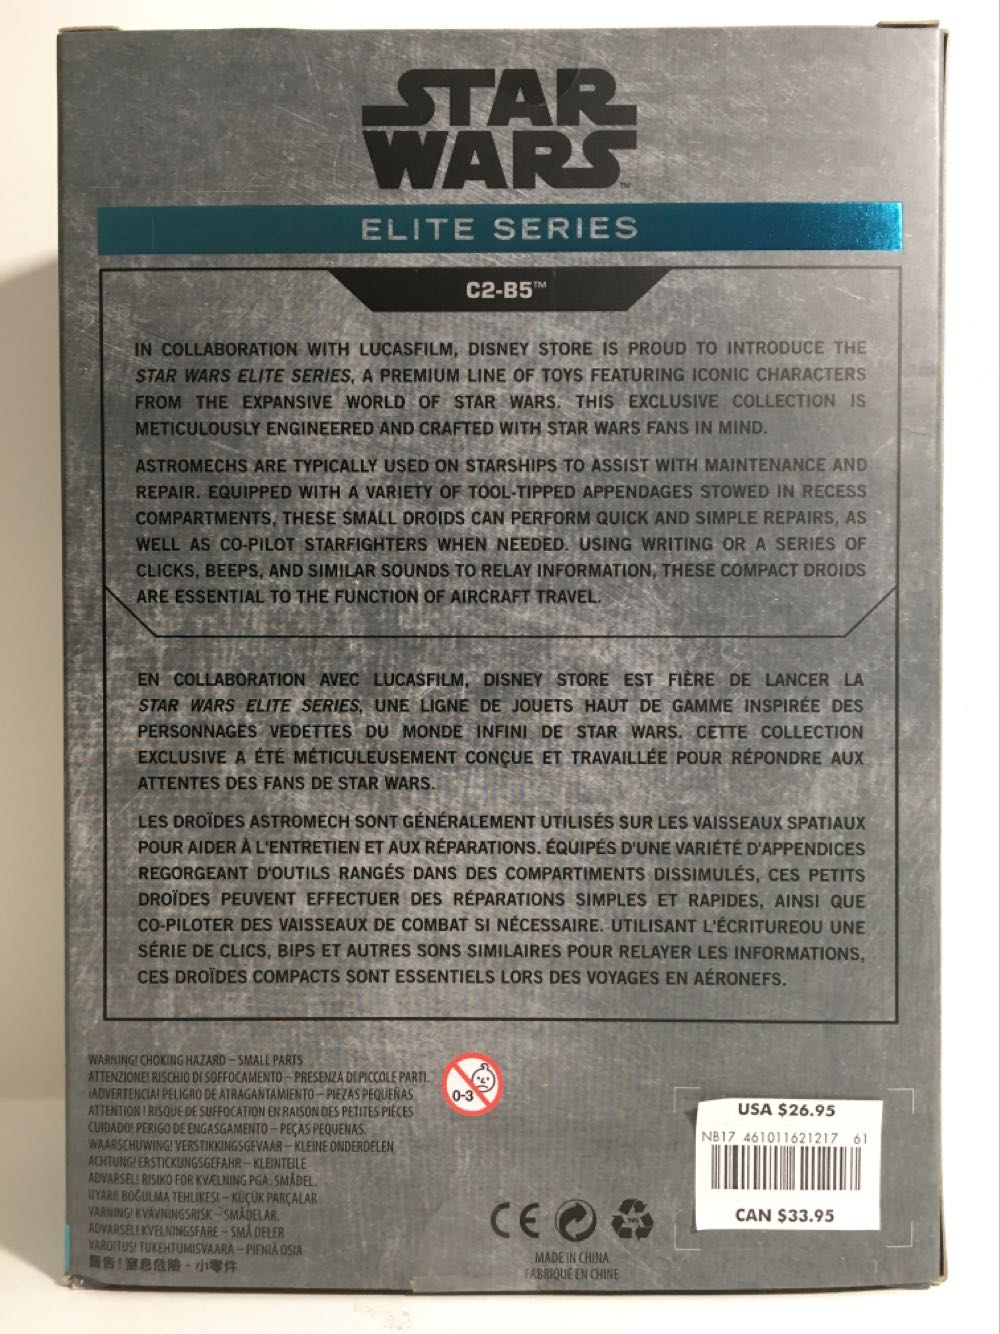 STAR
WARS™
ELITE SERIES
C2-B5™
IN COLLABORATION WITH LUCASFILM, DISNEY STORE IS PROUD TO INTRODUCE THE
STAR WARS ELITE SERIES, A PREMIUM LINE OF TOYS FEATURING ICONIC CHARACTERS
FROM THE EXPANSIVE WORLD OF STAR WARS. THIS EXCLUSIVE COLLECTION IS
METICULOUSLY ENGINEERED AND CRAFTED WITH STAR WARS FANS IN MIND.
ASTROMECHS ARE TYPICALLY USED ON STARSHIPS TO ASSIST WITH MAINTENANCE AND
REPAIR. EQUIPPED WITH A VARIETY OF TOOL-TIPPED APPENDAGES STOWED IN RECESS
COMPARTMENTS, THESE SMALL DROIDS CAN PERFORM QUICK AND SIMPLE REPAIRS, AS
WELL AS CO-PILOT STARFIGHTERS WHEN NEEDED. USING WRITING OR A SERIES OF
CLICKS, BEEPS, AND SIMILAR SOUNDS TO RELAY INFORMATION, THESE COMPACT DROIDS
ARE ESSENTIAL TO THE FUNCTION OF AIRCRAFT TRAVEL.
EN COLLABORATION AVEC LUCASFILM, DISNEY STORE EST FIÈRE DE LANCER LA
STAR WARS ELITE SERIES, UNE LIGNE DE JOUETS HAUT DE GAMME INSPIRÉE DES
PERSONNAGES VEDETTES DU MONDE INFINI DE STAR WARS. CETTE COLLECTION
EXCLUSIVE A ÉTÉ MÉTICULEUSEMENT CONÇUE ET TRAVAILLÉE POUR RÉPONDRE AUX
ATTENTES DES FANS DE STAR WARS.
LES DROÏDES ASTROMECH SONT GÉNÉRALEMENT UTILISÉS SUR LES VAISSEAUX SPATIAUX
POUR AIDER À L'ENTRETIEN ET AUX RÉPARATIONS. ÉQUIPÉS D'UNE VARIÉTÉ D'APPENDICES
REGORGEANT D'OUTILS RANGÉS DANS DES COMPARTIMENTS DISSIMULÉS, CES PETITS
DROÏDES PEUVENT EFFECTUER DES RÉPARATIONS SIMPLES ET RAPIDES, AINSI QUE
CO-PILOTER DES VAISSEAUX DE COMBAT SI NÉCESSAIRE. UTILISANT L'ÉCRITUREOU UNE
SÉRIE DE CLICS, BIPS ET AUTRES SONS SIMILAIRES POUR RELAYER LES INFORMATIONS,
CES DROÏDES COMPACTS SONT ESSENTIELS LORS DES VOYAGES EN AÉRONEFS.
WARNING! CHOKING HAZARD – SMALL PARTS
ATTENZIONE! RISCHIO DI SOFFOCAMENTO – PRESENZA DI PICCOLE PARTI.
¡ADVERTENCIA! PELIGRO DE ATRAGANTAMIENTO – PIEZAS PEQUEÑAS
ATTENTION ! RISQUE DE SUFFOCATION EN RAISON DES PETITES PIÈCES
CUIDADO! PERIGO DE ENGASGAMENTO – PEÇAS PEQUENAS.
WAARSCHUWING! VERSTIKKINGSGEVAAR – KLEINE ONDERDELEN
ACHTUNG! ERSTICKUNGSGEFAHR – KLEINTEILE
ADVARSEL! RISIKO FOR KVÆLNING PGA. SMÅDEL.
UYARI! BOĞULMA TEHLIKESI – KÜÇÜK PARÇALAR
VARNING! KVÄVNINGSRISK – SMÅDELAR.
ADVARSEL! KVELNINGSFARE – SMÅ DELER
VAROITUS! TUKEHTUMISVAARA – PIENIÄ OSIA
警告！窒息危險 - 小零件
0-3
CE
MADE IN CHINA
FABRIQUÉ EN CHINE
USA $26.95
NB17 461011621217 61
CAN $33.95